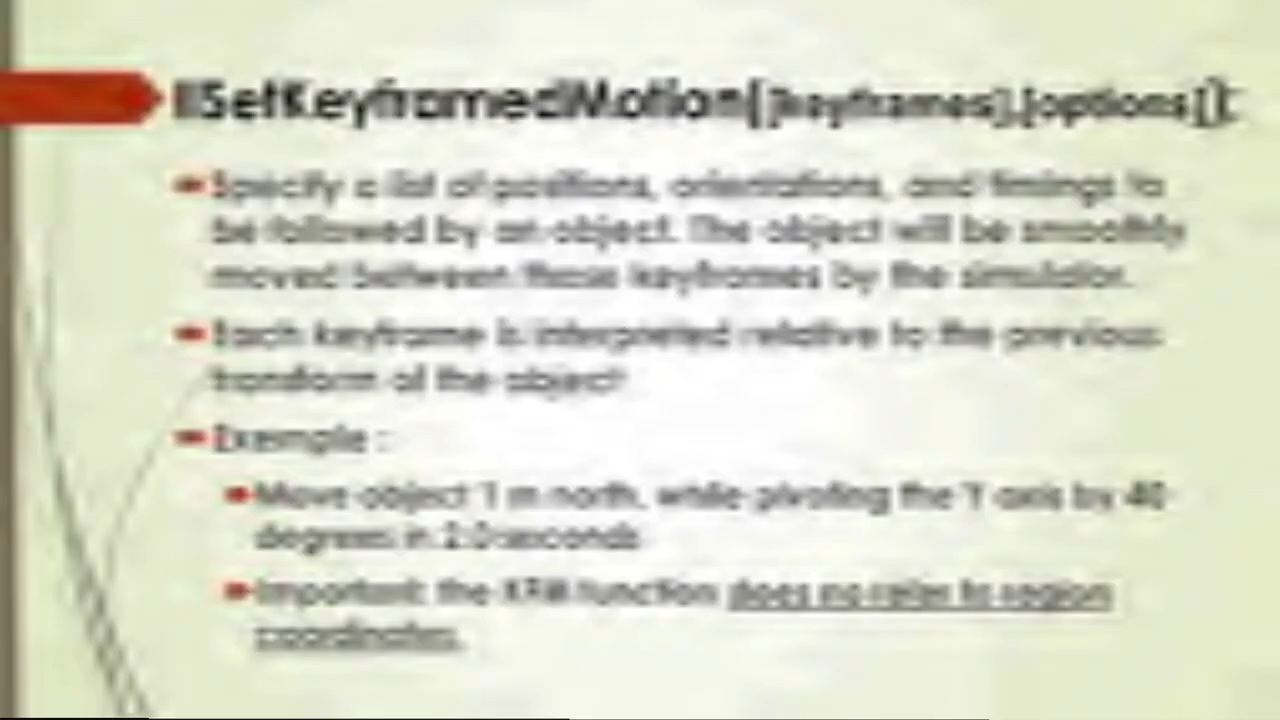 llSetKeyframedMotion([keyframes],[options]);
Specify a list of positions, orientations, and timings to
be followed by an object. The object will be smoothly
moved between those keyframes by the simulator.
Each keyframe is interpreted relative to the previous
transform of the object
Exemple :
Move object 1 m north, while pivoting the Y axis by 40
degrees in 2.0 seconds
Important: the KFM function does no refer to region
coordinates.